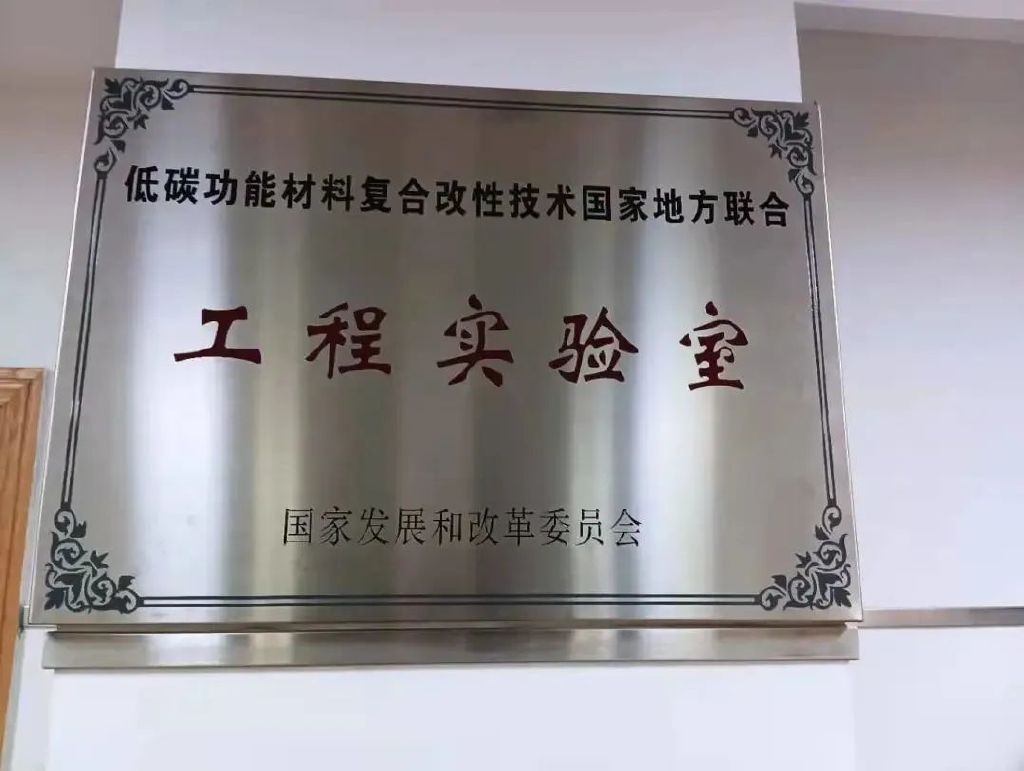 低碳功能材料复合改性技术国家地方联合
工程实验室
国家发展和改革委员会